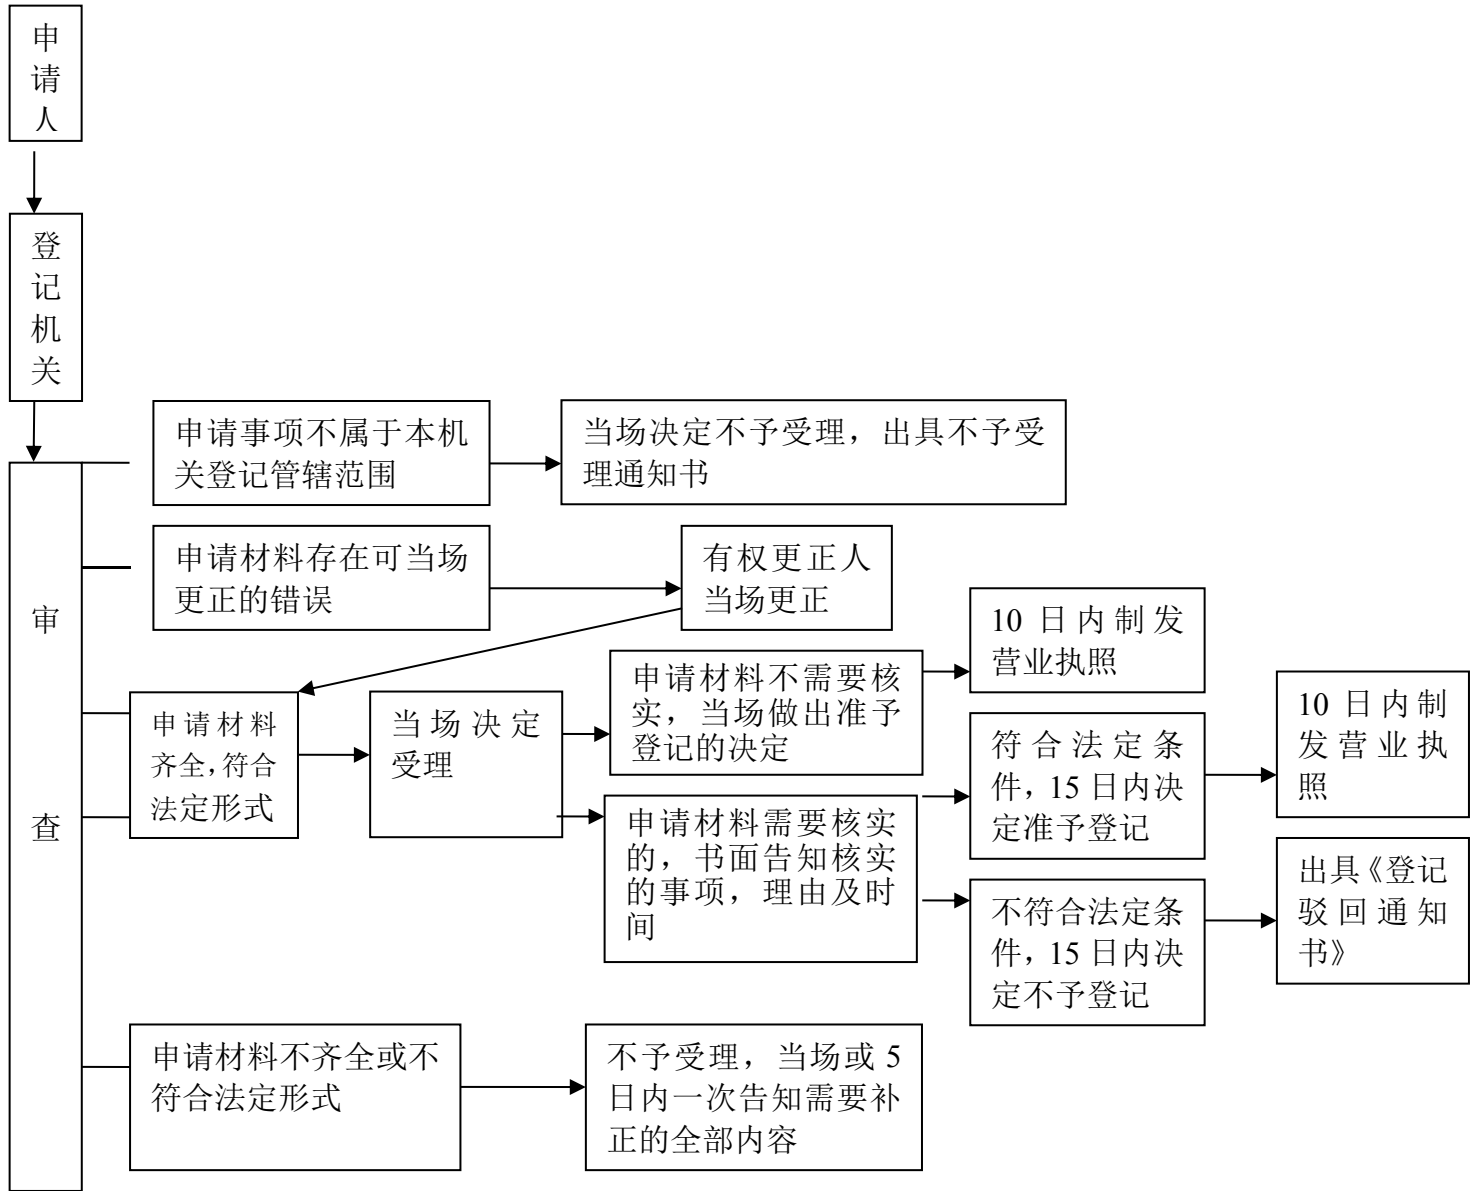 申
请
人
登
记
机
关
审
查
申请事项不属于本机
关登记管辖范围
当场决定不予受理，出具不予受
理通知书
申请材料存在可当场
更正的错误
有权更正人
当场更正
申请材料
齐全，符合
法定形式
当场决定
受理
申请材料不需要核
实，当场做出准予
登记的决定
10 日内制发
营业执照
申请材料需要核实
的，书面告知核实
的事项，理由及时
间
符合法定条
件，15 日内决
定准予登记
10 日内制
发营业执
照
不符合法定条
件，15 日内决
定不予登记
出具《登记
驳回通知
书》
申请材料不齐全或不
符合法定形式
不予受理，当场或 5
日内一次告知需要补
正的全部内容